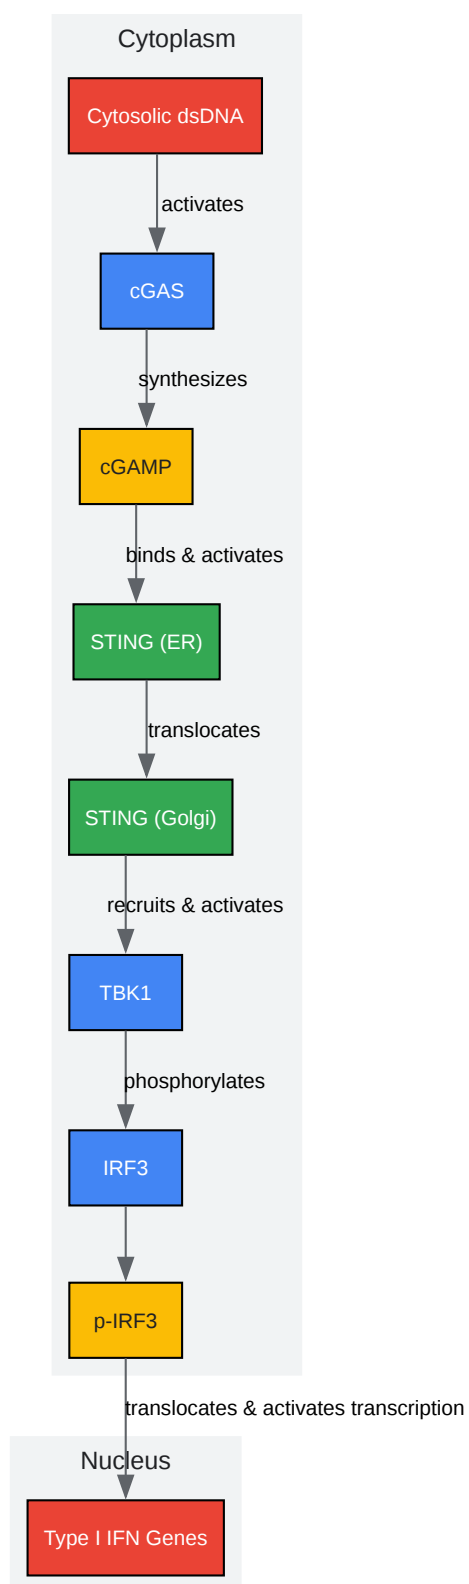 Cytoplasm
Cytosolic dsDNA
activates
cGAS
synthesizes
cGAMP
binds & activates
STING (ER)
translocates
STING (Golgi)
recruits & activates
TBK1
phosphorylates
IRF3
p-IRF3
translocates & activates transcription
Nucleus
Type I IFN Genes